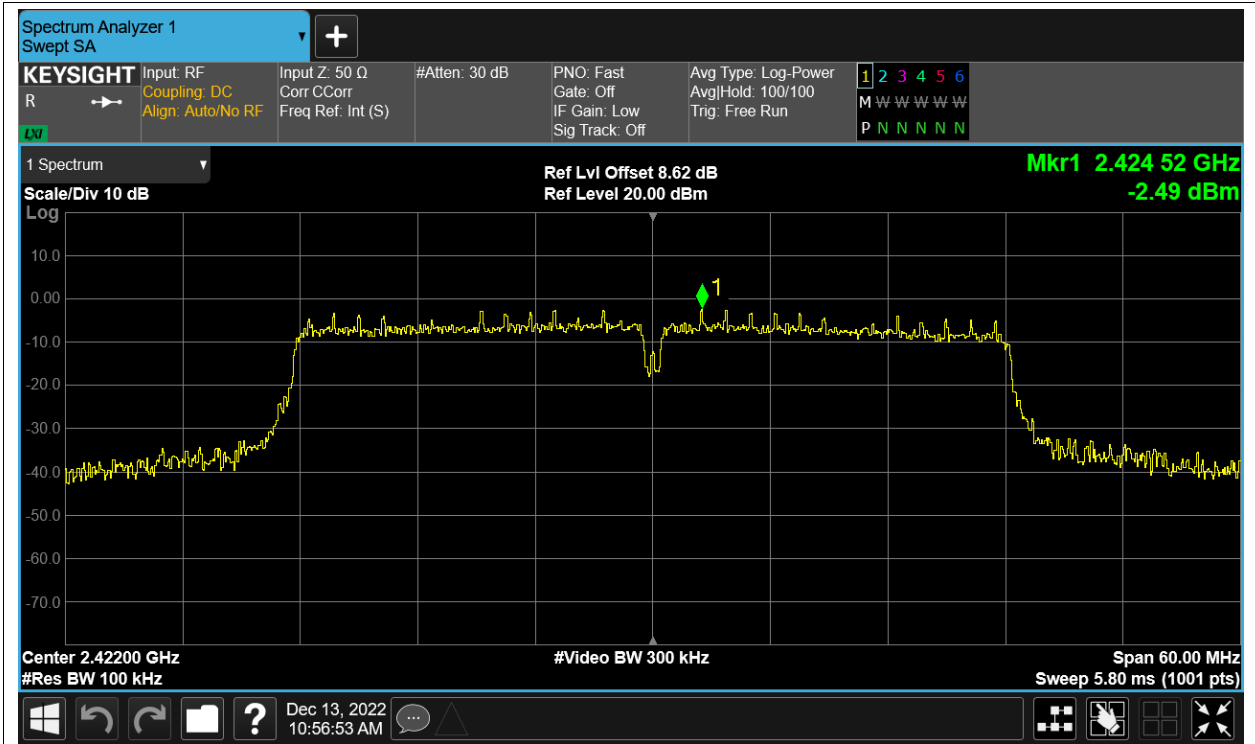 Spectrum Analyzer 1
Swept SA
KEYSIGHT
R
LXI
Input: RF
Coupling: DC
Align: Auto/No RF
Input Z: 50 Ω
Corr CCorr
Freq Ref: Int (S)
#Atten: 30 dB
PNO: Fast
Gate: Off
IF Gain: Low
Sig Track: Off
Avg Type: Log-Power
Avg|Hold: 100/100
Trig: Free Run
1 2 3 4 5 6
M W W W W W
P N N N N N
1 Spectrum
Scale/Div 10 dB
Log
Ref Lvl Offset 8.62 dB
Ref Level 20.00 dBm
Mkr1 2.424 52 GHz
-2.49 dBm
1
10.0
0.00
-10.0
-20.0
-30.0
-40.0
-50.0
-60.0
-70.0
Center 2.42200 GHz
#Res BW 100 kHz
#Video BW 300 kHz
Span 60.00 MHz
Sweep 5.80 ms (1001 pts)
?
Dec 13, 2022
10:56:53 AM